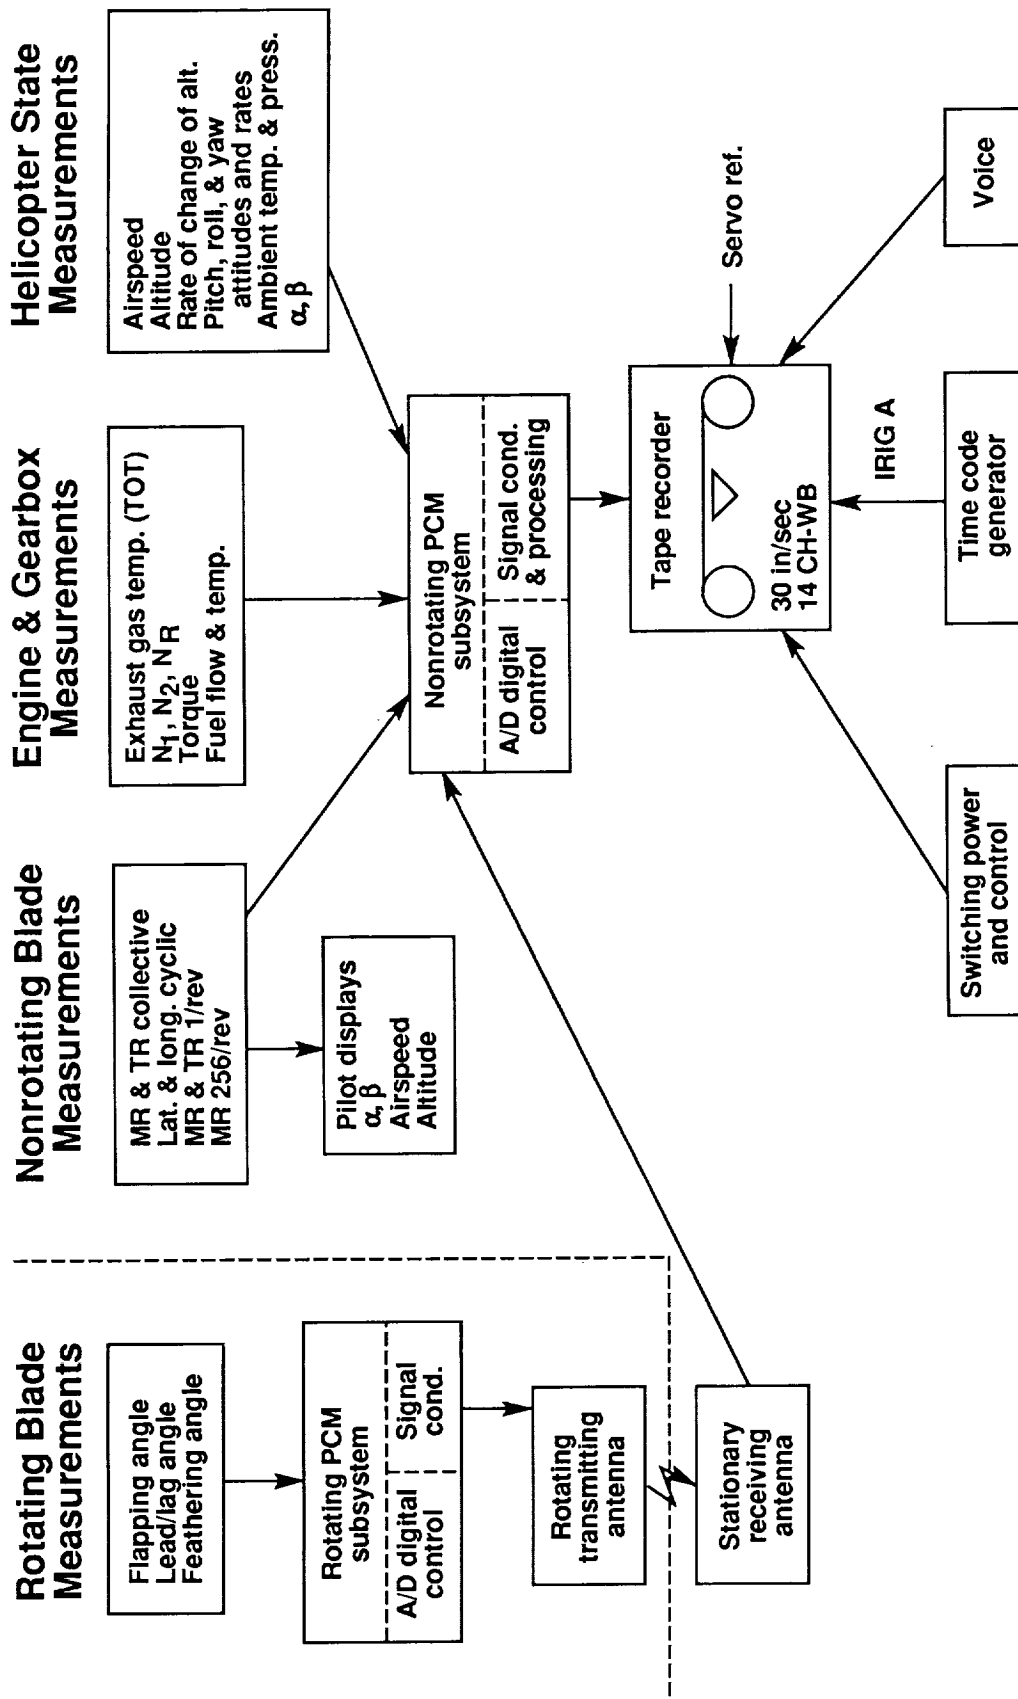 Rotating Blade
Measurements
Flapping angle
Lead/lag angle
Feathering angle
Rotating PCM
subsystem
A/D digital
control
Signal
cond.
Rotating
transmitting
antenna
Stationary
receiving
antenna
Nonrotating Blade
Measurements
MR & TR collective
Lat. & long. cyclic
MR & TR 1/rev
MR 256/rev
Pilot displays
α, β
Airspeed
Altitude
Engine & Gearbox
Measurements
Exhaust gas temp. (TOT)
N1, N2, NR
Torque
Fuel flow & temp.
Helicopter State
Measurements
Airspeed
Altitude
Rate of change of alt.
Pitch, roll, & yaw
attitudes and rates
Ambient temp. & press.
α, β
Nonrotating PCM
subsystem
A/D digital
control
Signal cond.
& processing
Tape recorder
30 in/sec
14 CH-WB
Servo ref.
IRIG A
Switching power
and control
Time code
generator
Voice